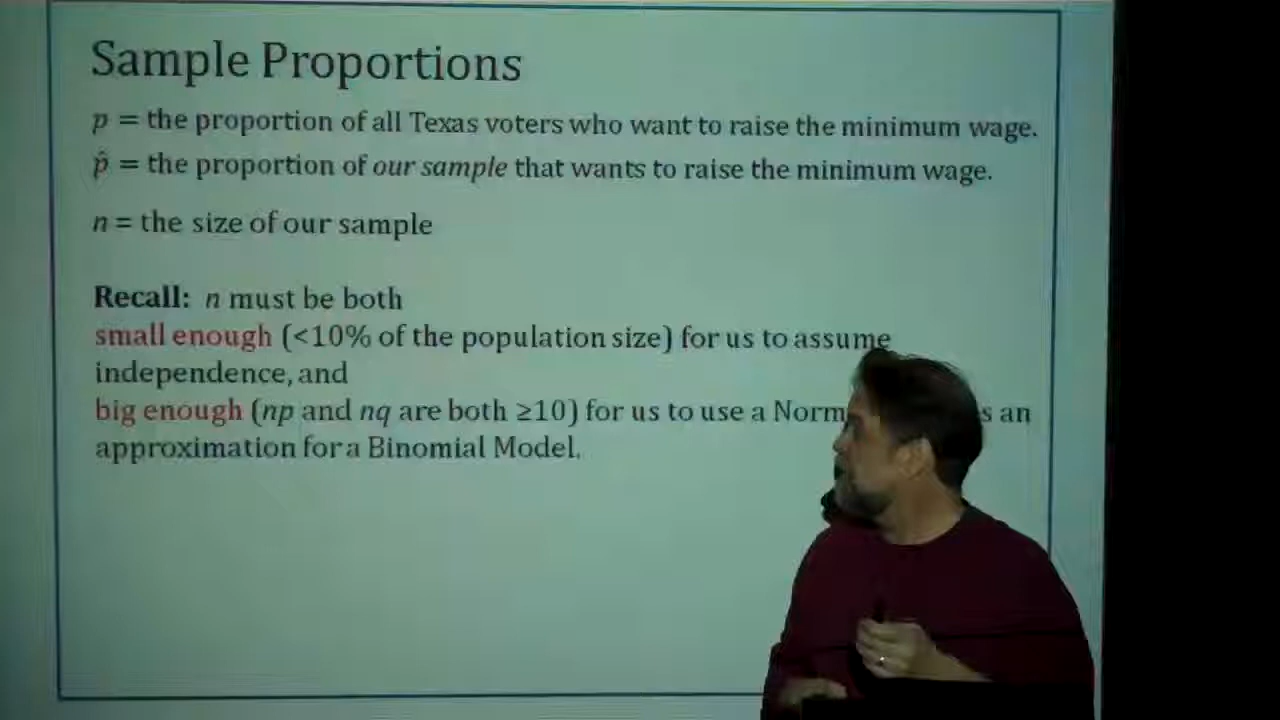 Sample Proportions
p = the proportion of all Texas voters who want to raise the minimum wage.
p̂ = the proportion of our sample that wants to raise the minimum wage.
n = the size of our sample
Recall: n must be both
small enough (<10% of the population size) for us to assume
independence, and
big enough (np and nq are both ≥10) for us to use a an
approximation for a Binomial Model.